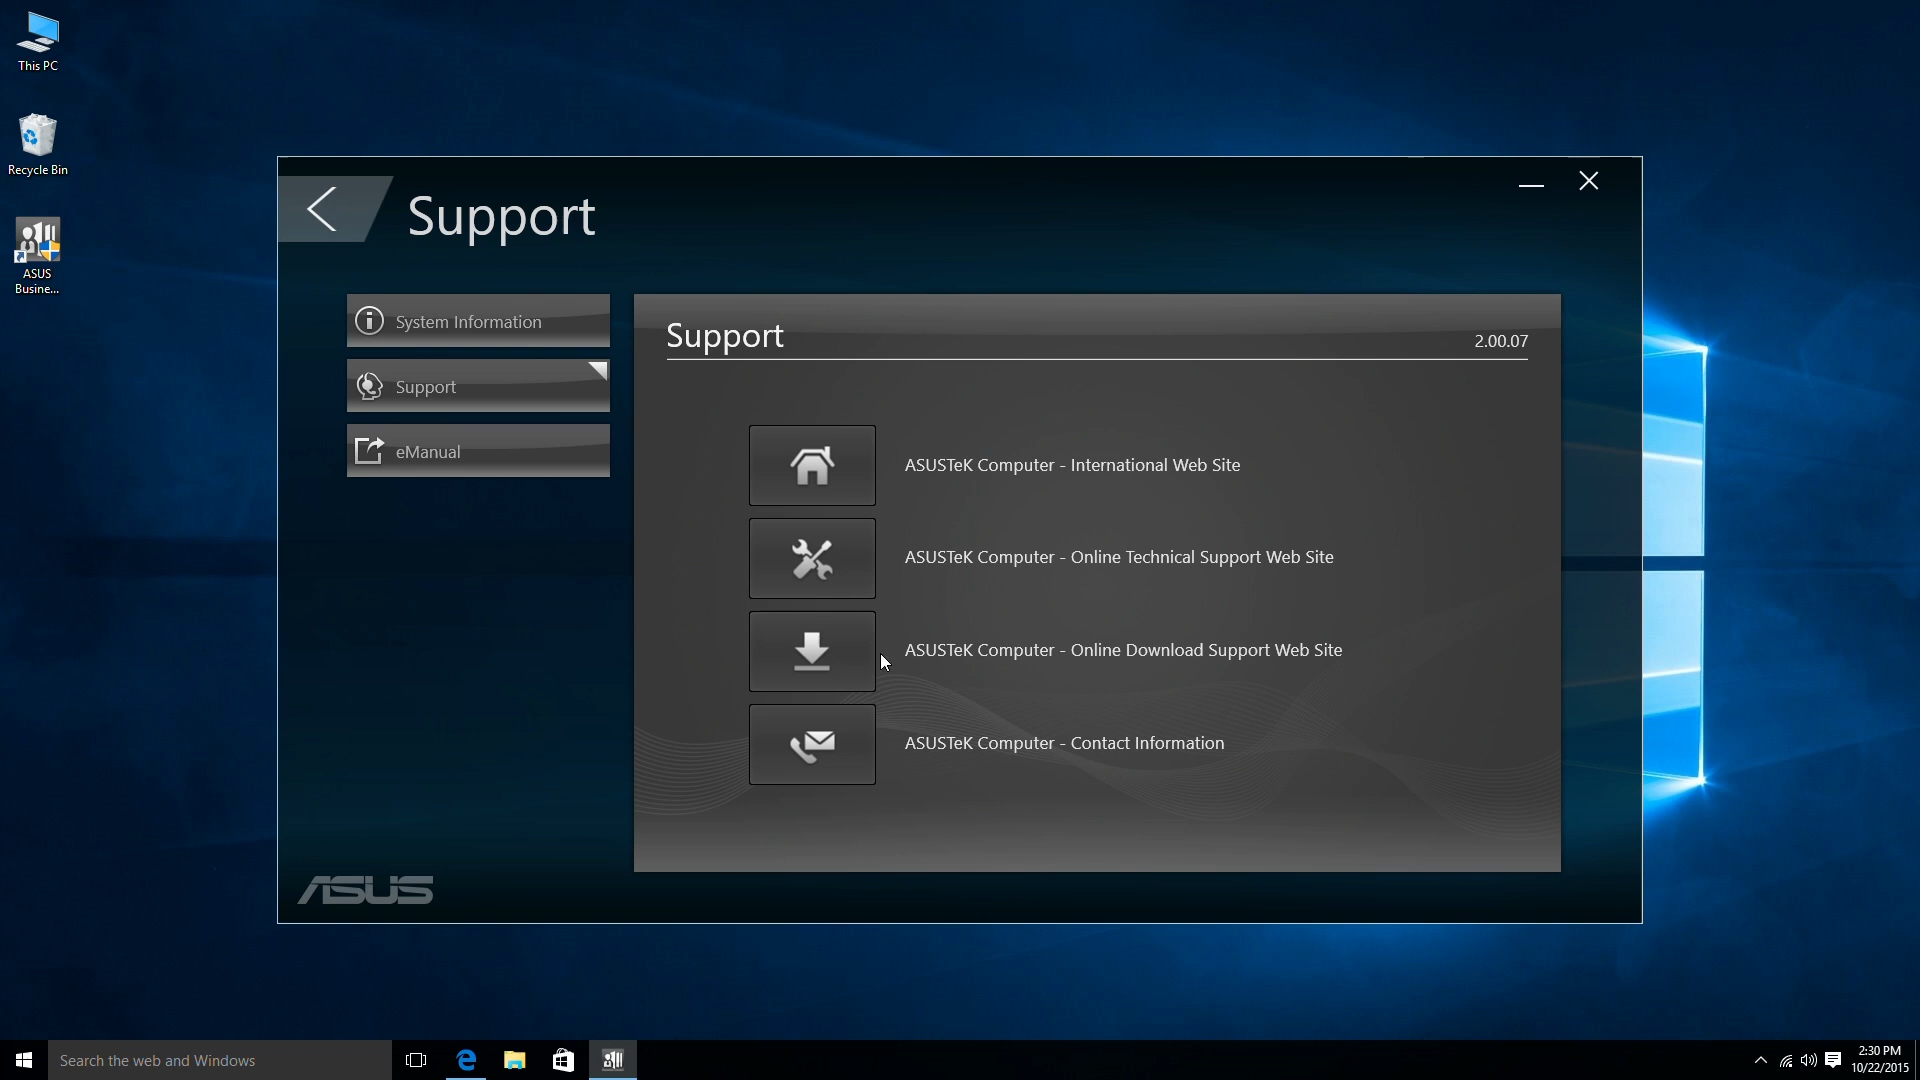 This PC
Recycle Bin
ASUS
Busine...
Support
System Information
Support
eManual
Support
2.00.07
ASUSTeK Computer - International Web Site
ASUSTeK Computer - Online Technical Support Web Site
ASUSTeK Computer - Online Download Support Web Site
ASUSTeK Computer - Contact Information
ASUS
Search the web and Windows
2:30 PM
10/22/2015